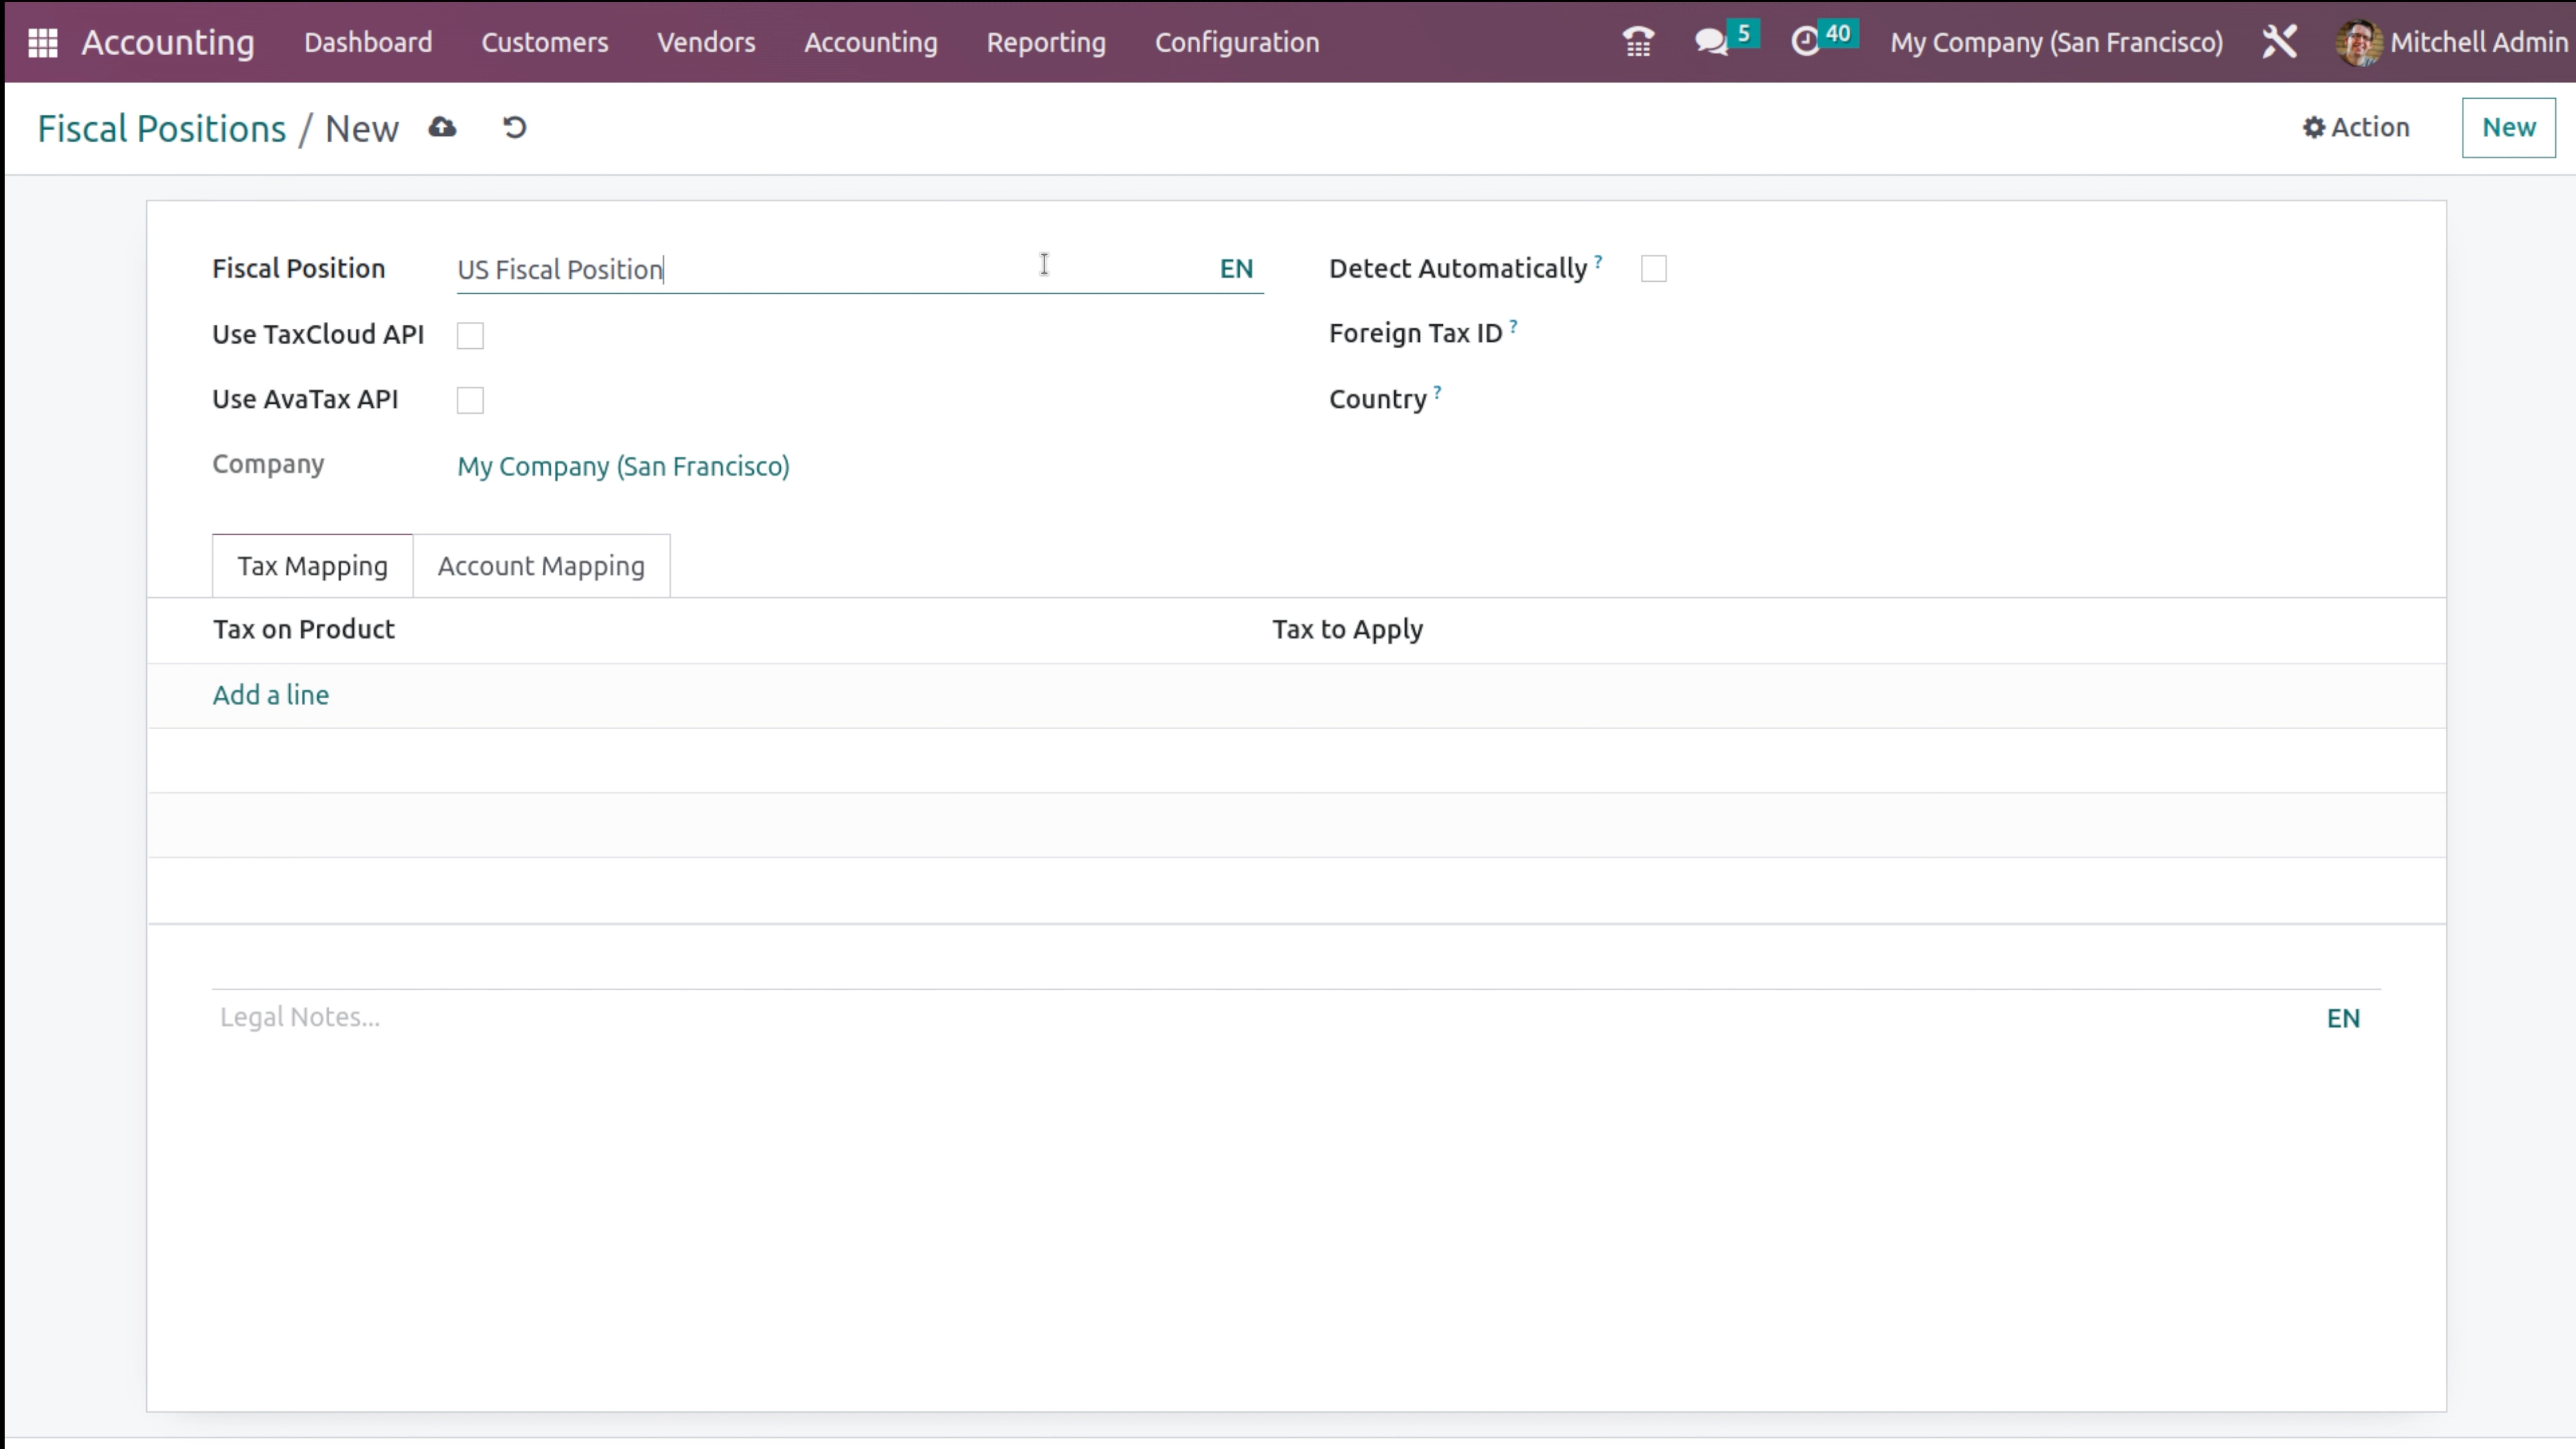 Accounting Dashboard Customers Vendors Accounting Reporting Configuration 5 40 My Company (San Francisco) Mitchell Admin
Fiscal Positions / New Action New
Fiscal Position US Fiscal Position EN Detect Automatically ?
Use TaxCloud API Foreign Tax ID ?
Use AvaTax API Country ?
Company My Company (San Francisco)
Tax Mapping Account Mapping
Tax on Product Tax to Apply
Add a line
Legal Notes... EN